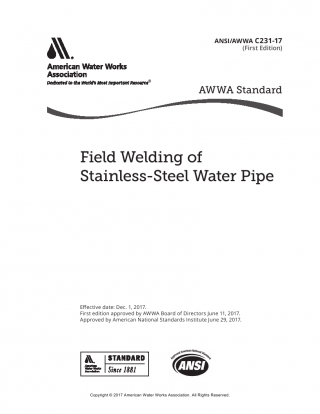 ANSI/AWWA C231-17
(First Edition)
American Water Works
Association
Dedicated to the World's Most Important Resource®
AWWA Standard
Field Welding of
Stainless-Steel Water Pipe
Effective date: Dec. 1, 2017.
First edition approved by AWWA Board of Directors June 11, 2017.
Approved by American National Standards Institute June 29, 2017.
American Water Works
Association
STANDARD
Since 1881
ANSI
Copyright © 2017 American Water Works Association. All Rights Reserved.